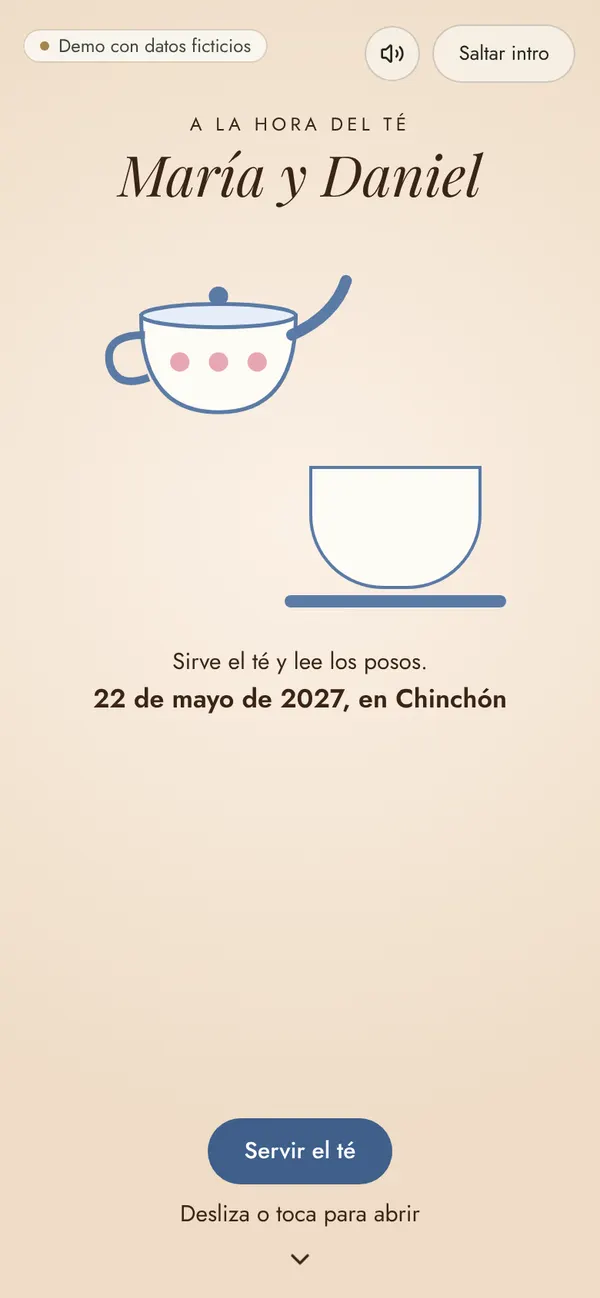 Demo con datos ficticios
Saltar intro
A LA HORA DEL TÉ
María y Daniel
Sirve el té y lee los posos.
22 de mayo de 2027, en Chinchón
Servir el té
Desliza o toca para abrir